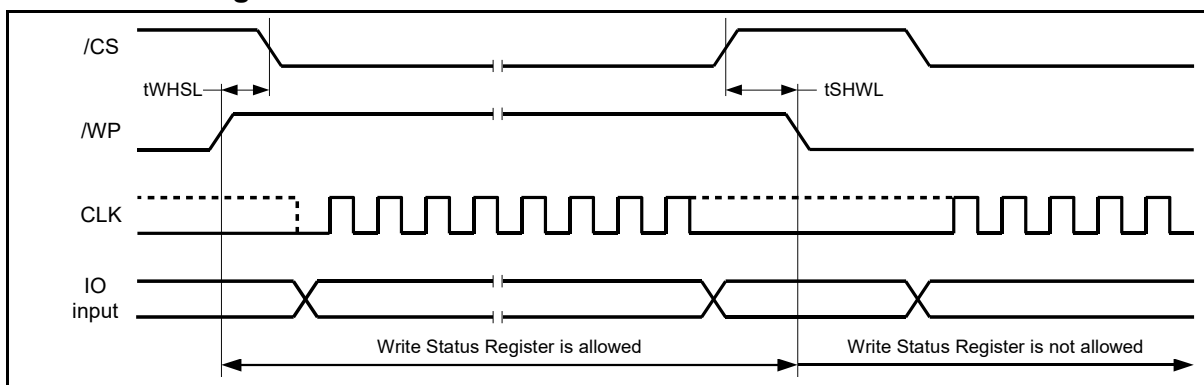 /CS
tWHSL
tSHWL
/WP
CLK
IO
input
Write Status Register is allowed
Write Status Register is not allowed